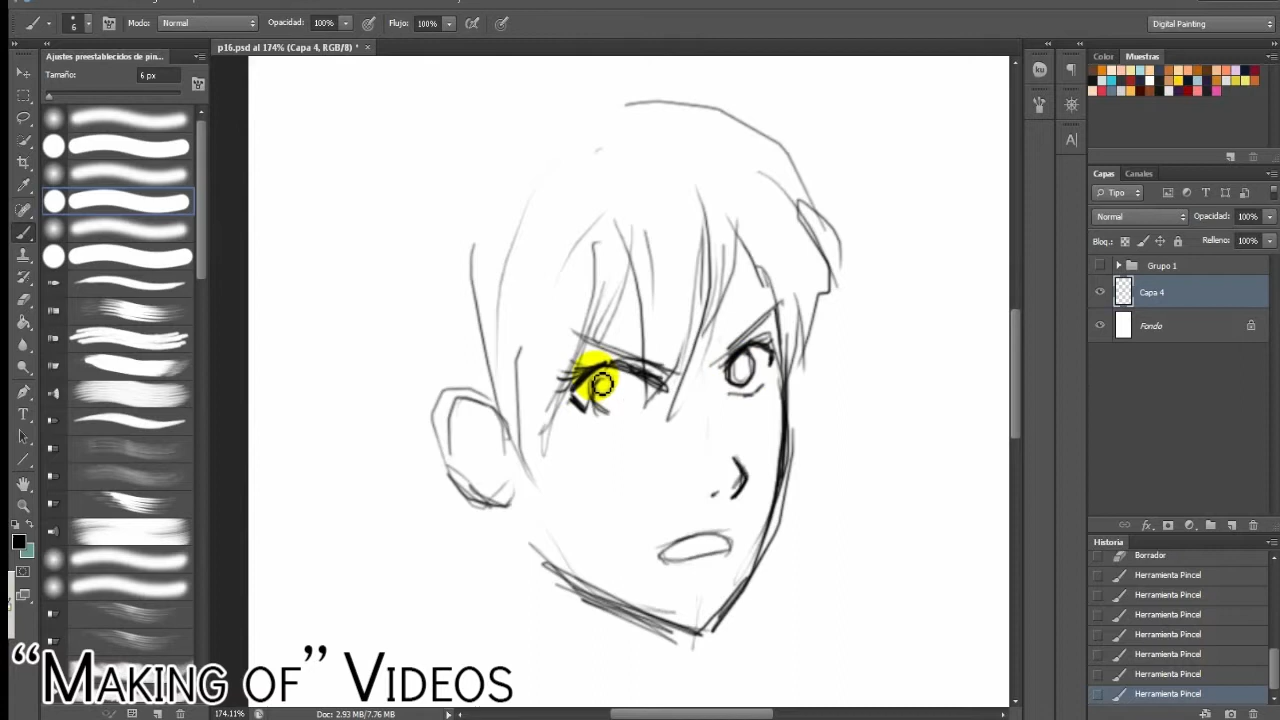 6 Modo: Normal Opacidad: 100% Flujo: 100% Digital Painting
p16.psd al 174% (Capa 4, RGB/8) * ×
Ajustes preestablecidos de pin...
Tamaño: 6 px
Color Muestras
Capas Canales
Tipo
Normal Opacidad: 100%
Bloq.: Relleno: 100%
Grupo 1
Capa 4
Fondo
Historia
Borrador
Herramienta Pincel
Herramienta Pincel
Herramienta Pincel
Herramienta Pincel
Herramienta Pincel
Herramienta Pincel
Herramienta Pincel
"Making of" Videos
174.11% Doc: 2.93 MB/7.76 MB